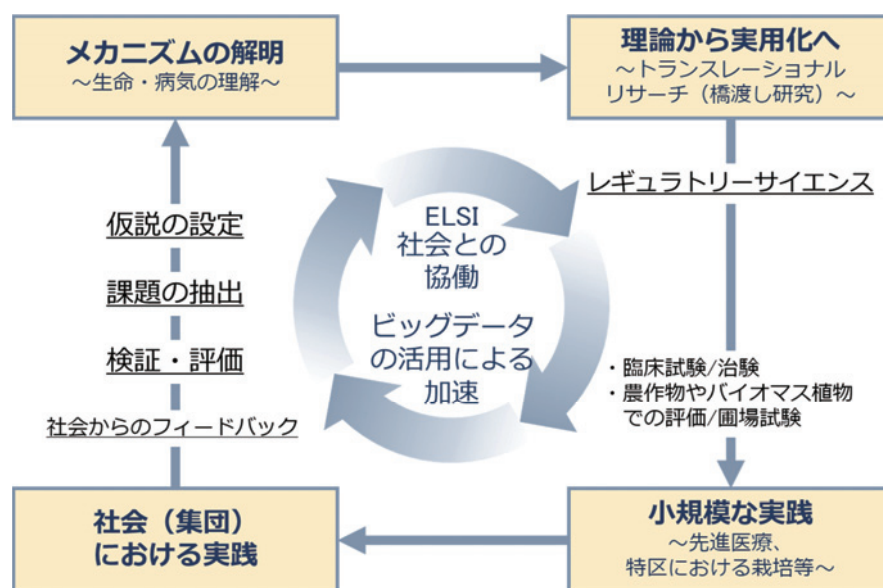 メカニズムの解明
～生命・病気の理解～
理論から実用化へ
～トランスレーショナル
リサーチ（橋渡し研究）～
レギュラトリーサイエンス
・臨床試験/治験
・農作物やバイオマス植物
での評価/圃場試験
小規模な実践
～先進医療、
特区における栽培等～
社会（集団）
における実践
社会からのフィードバック
検証・評価
課題の抽出
仮説の設定
ELSI
社会との
協働
ビッグデータ
の活用による
加速